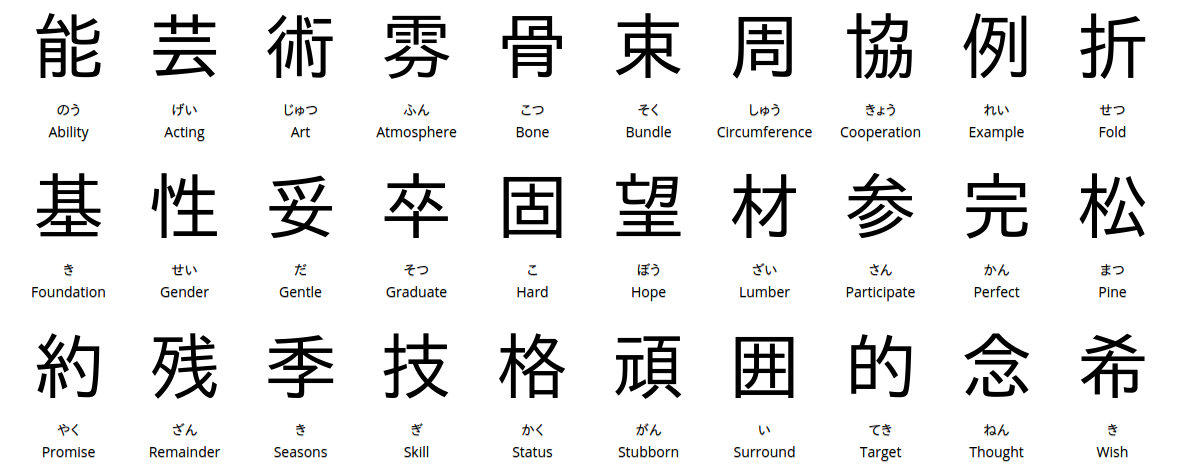 能 芸 術 雰 骨 束 周 協 例 折
のう げい じゅつ ふん こつ そく しゅう きょう れい せつ
Ability Acting Art Atmosphere Bone Bundle Circumference Cooperation Example Fold
基 性 妥 卒 固 望 材 参 完 松
き せい だ そつ こ ぼう ざい さん かん まつ
Foundation Gender Gentle Graduate Hard Hope Lumber Participate Perfect Pine
約 残 季 技 格 頑 囲 的 念 希
やく ざん き ぎ かく がん い てき ねん き
Promise Remainder Seasons Skill Status Stubborn Surround Target Thought Wish